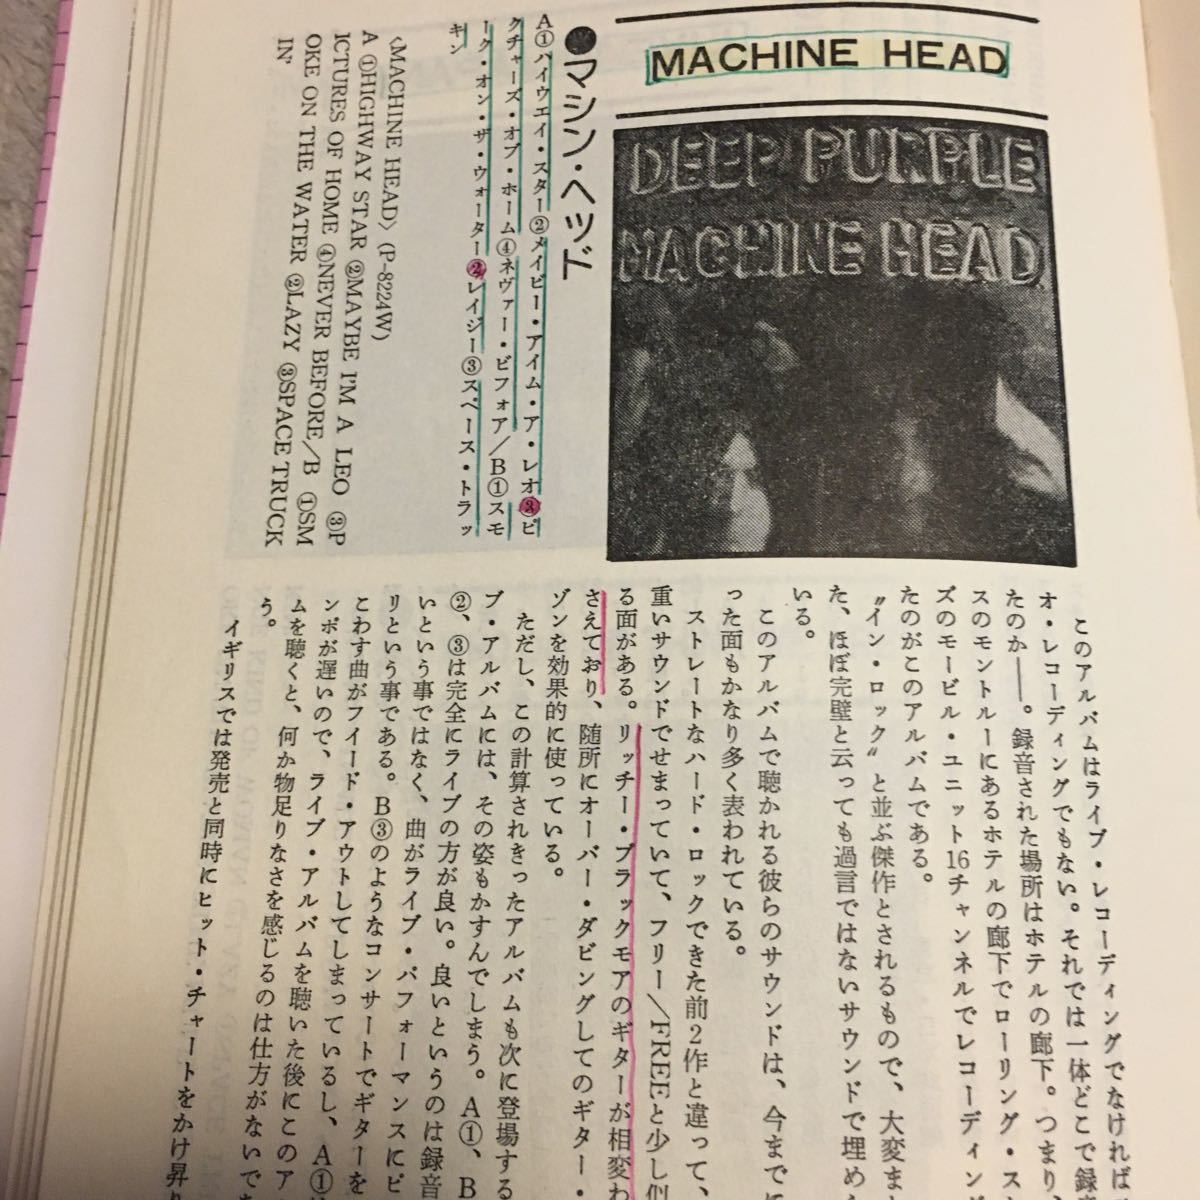 MACHINE HEAD
DEEP PURPLE
MACHINE HEAD
●マシン・ヘッド
A①ハイウエイ・スター②メイビー・アイム・ア・レオ③ピ
クチャーズ・オブ・ホーム④ネヴァー・ビフォア/B①スモ
ーク・オン・ザ・ウォーター②レイジー③スペース・トラッ
キン
〈MACHINE HEAD〉(P-8224W)
A ①HIGHWAY STAR ②MAYBE I'M A LEO ③P
ICTURES OF HOME ④NEVER BEFORE/B ①SM
OKE ON THE WATER ②LAZY ③SPACE TRUCK
IN'
このアルバムはライブ・レコーディングでなければ
オ・レコーディングでもない。それでは一体どこで録音
たのか――。録音された場所はホテルの廊下。つまり、
スのモントルーにあるホテルの廊下でローリング・ス
ズのモービル・ユニット16チャンネルでレコーディン
たのがこのアルバムである。
〝イン・ロック〟と並ぶ傑作とされるもので、大変ま
た、ほぼ完璧と云っても過言ではないサウンドで埋め
いる。
このアルバムで聴かれる彼らのサウンドは、今まで
った面もかなり多く表われている。
ストレートなハード・ロックできた前2作と違って、
重いサウンドでせまっていて、フリー/FREEと少し似
る面がある。リッチー・ブラックモアのギターが相変わ
さえており、随所にオーバー・ダビングしてのギター・
ゾンを効果的に使っている。
ただし、この計算されきったアルバムも次に登場する
ブ・アルバムには、その姿もかすんでしまう。A①、B
②、③は完全にライブの方が良い。良いというのは録音
いという事ではなく、曲がライブ・パフォーマンスにピ
リという事である。B③のようなコンサートでギターを
こわす曲がフイード・アウトしてしまっているし、A①は
ンポが遅いので、ライブ・アルバムを聴いた後にこのア
ムを聴くと、何か物足りなさを感じるのは仕方がないで
う。
イギリスでは発売と同時にヒット・チャートをかけ昇り